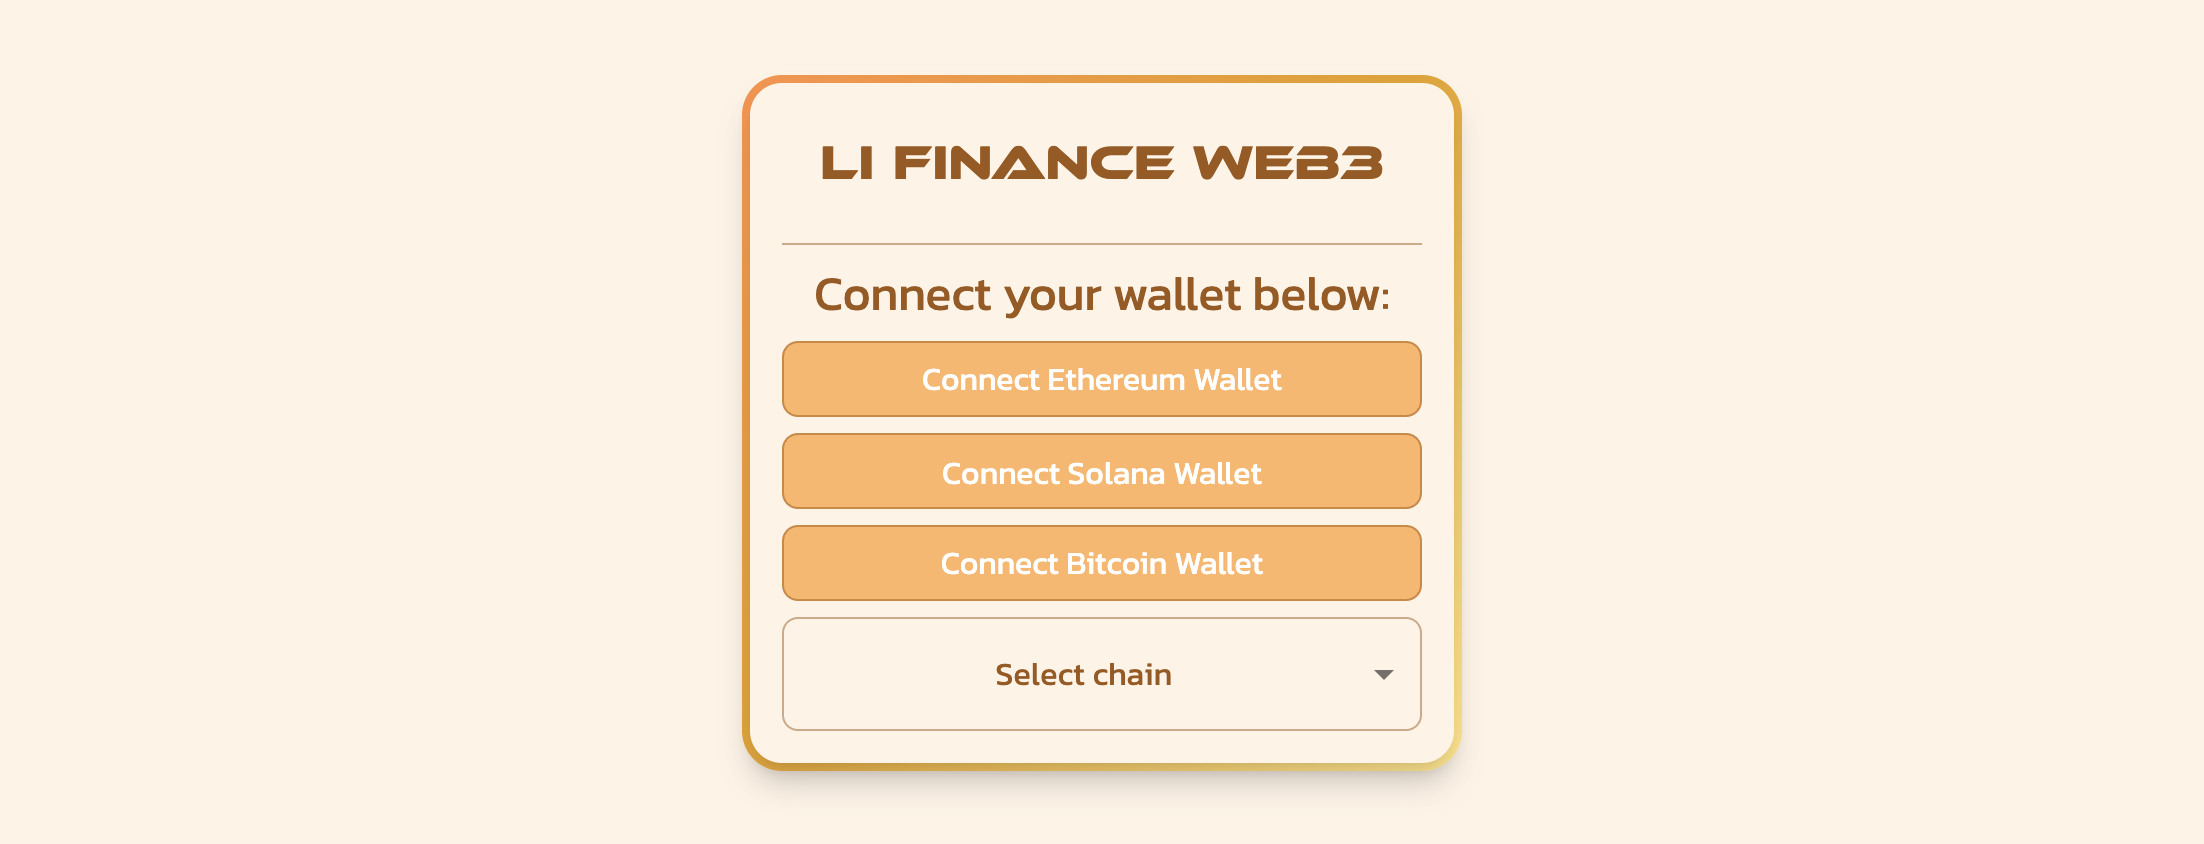 LI FINANCE WEB3
Connect your wallet below:
Connect Ethereum Wallet
Connect Solana Wallet
Connect Bitcoin Wallet
Select chain